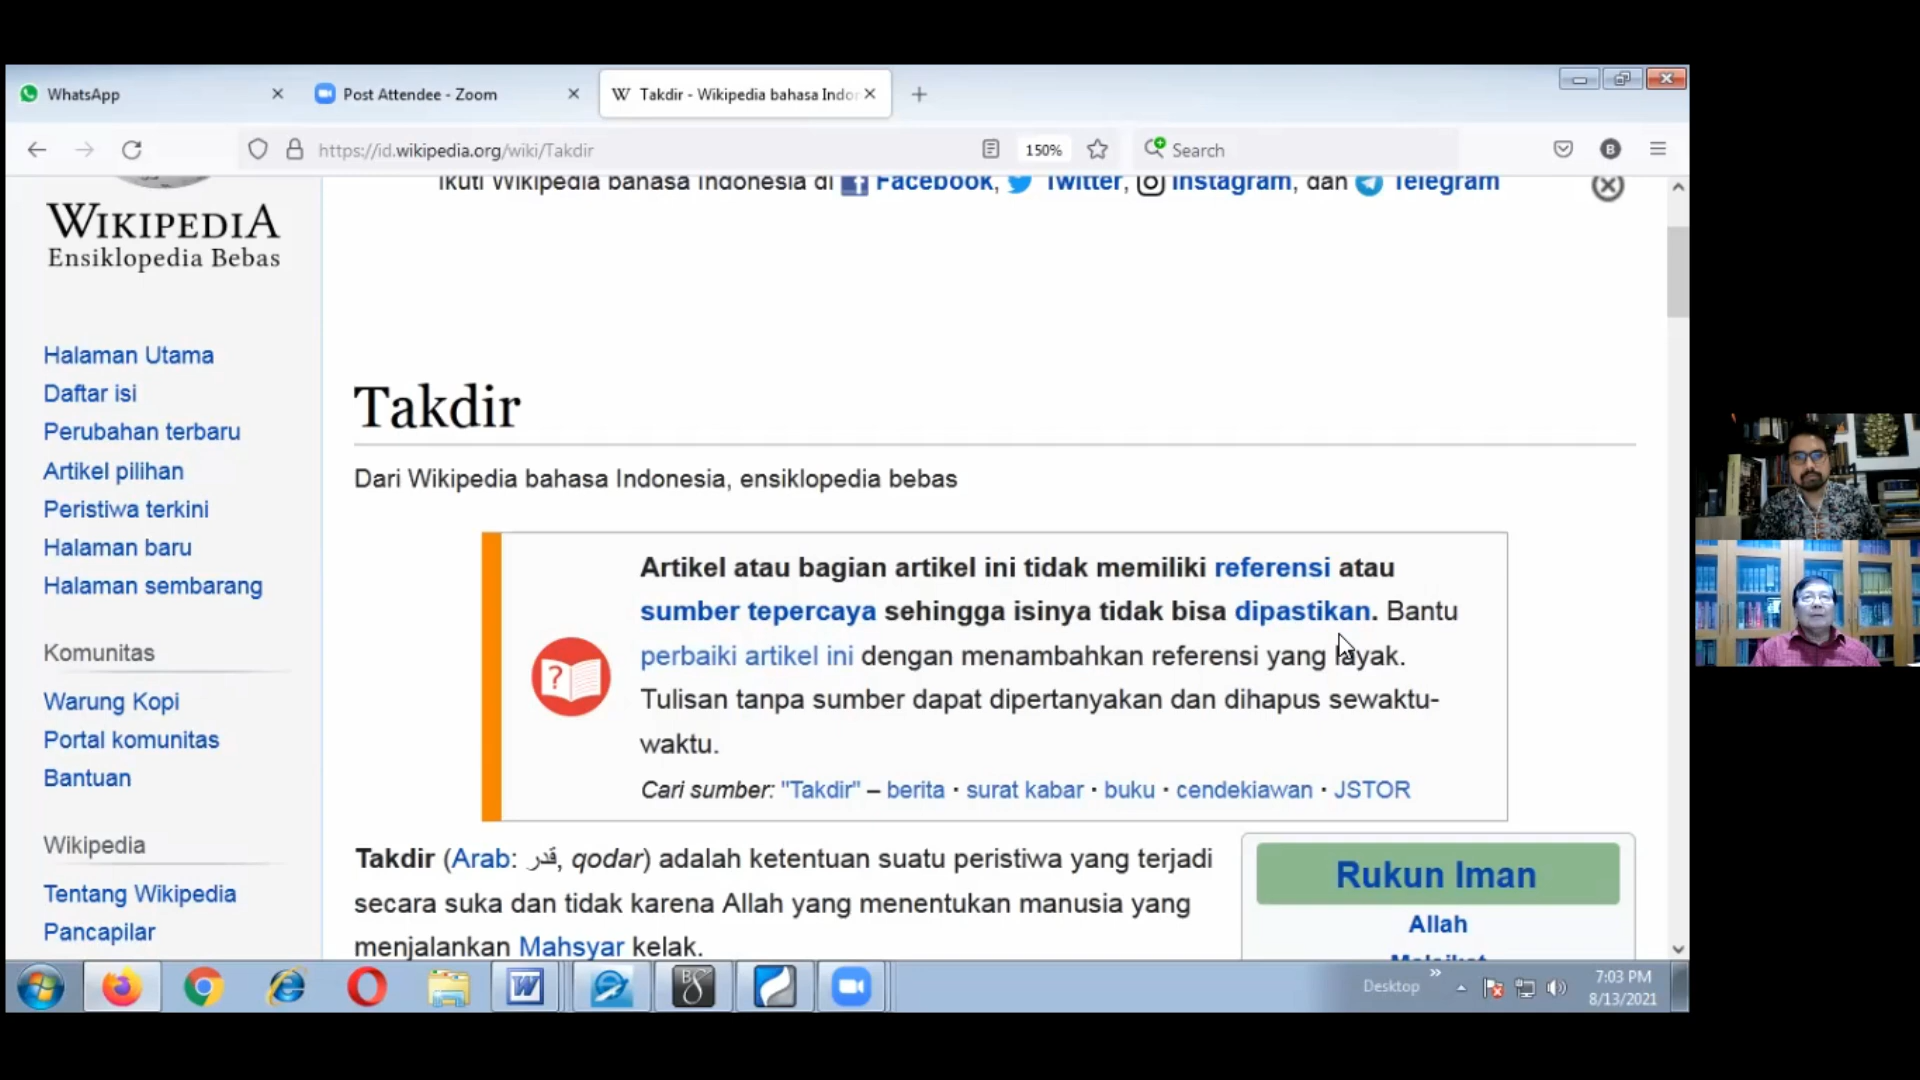 WhatsApp
Post Attendee - Zoom
Takdir - Wikipedia bahasa Indor
https://id.wikipedia.org/wiki/Takdir
150%
Search
B
Ikuti Wikipedia bahasa Indonesia di Facebook, Twitter, Instagram, dan Telegram
WIKIPEDIA
Ensiklopedia Bebas
Halaman Utama
Daftar isi
Perubahan terbaru
Artikel pilihan
Peristiwa terkini
Halaman baru
Halaman sembarang
Komunitas
Warung Kopi
Portal komunitas
Bantuan
Wikipedia
Tentang Wikipedia
Pancapilar
Takdir
Dari Wikipedia bahasa Indonesia, ensiklopedia bebas
Artikel atau bagian artikel ini tidak memiliki referensi atau
sumber tepercaya sehingga isinya tidak bisa dipastikan. Bantu
perbaiki artikel ini dengan menambahkan referensi yang layak.
Tulisan tanpa sumber dapat dipertanyakan dan dihapus sewaktu-
waktu.
Cari sumber: "Takdir" – berita · surat kabar · buku · cendekiawan · JSTOR
Takdir (Arab: قدر, qodar) adalah ketentuan suatu peristiwa yang terjadi
secara suka dan tidak karena Allah yang menentukan manusia yang
menjalankan Mahsyar kelak.
Rukun Iman
Allah
Malaikat
Desktop
7:03 PM
8/13/2021